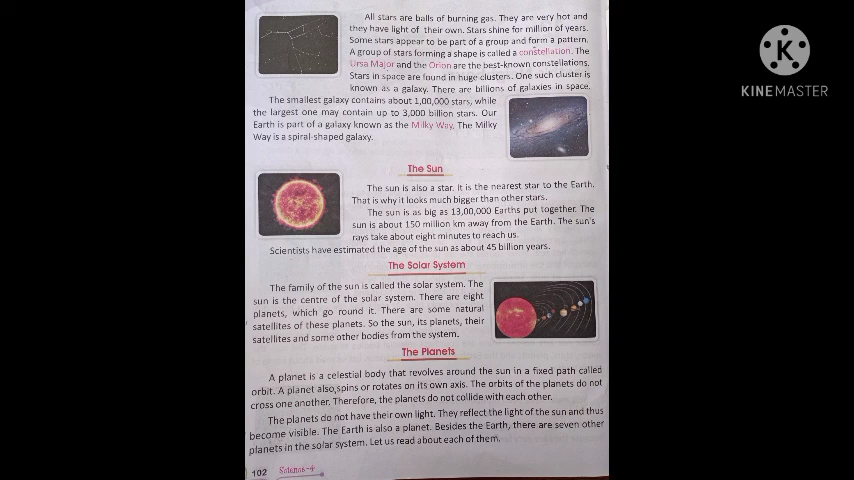 All stars are balls of burning gas. They are very hot and
they have light of their own. Stars shine for million of years.
Some stars appear to be part of a group and form a pattern.
A group of stars forming a shape is called a constellation. The
Ursa Major and the Orion are the best-known constellations.
Stars in space are found in huge clusters. One such cluster is
known as a galaxy. There are billions of galaxies in space.
The smallest galaxy contains about 1,00,000 stars, while
the largest one may contain up to 3,000 billion stars. Our
Earth is part of a galaxy known as the Milky Way. The Milky
Way is a spiral-shaped galaxy.
The Sun
The sun is also a star. It is the nearest star to the Earth.
That is why it looks much bigger than other stars.
The sun is as big as 13,00,000 Earths put together. The
sun is about 150 million km away from the Earth. The sun's
rays take about eight minutes to reach us.
Scientists have estimated the age of the sun as about 45 billion years.
The Solar System
The family of the sun is called the solar system. The
sun is the centre of the solar system. There are eight
planets, which go round it. There are some natural
satellites of these planets. So the sun, its planets, their
satellites and some other bodies from the system.
The Planets
A planet is a celestial body that revolves around the sun in a fixed path called
orbit. A planet also spins or rotates on its own axis. The orbits of the planets do not
cross one another. Therefore, the planets do not collide with each other.
The planets do not have their own light. They reflect the light of the sun and thus
become visible. The Earth is also a planet. Besides the Earth, there are seven other
planets in the solar system. Let us read about each of them.
102 Science-4
K
KINEMASTER